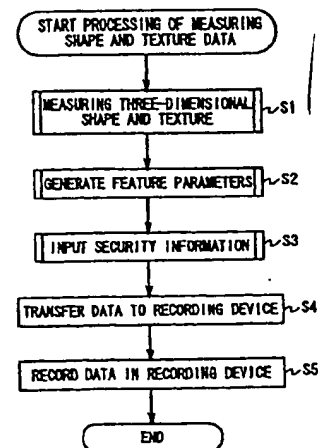 START PROCESSING OF MEASURING
SHAPE AND TEXTURE DATA
MEASURING THREE-DIMENSIONAL
SHAPE AND TEXTURE
S1
GENERATE FEATURE PARAMETERS
S2
INPUT SECURITY INFORMATION
S3
TRANSFER DATA TO RECORDING DEVICE
S4
RECORD DATA IN RECORDING DEVICE
S5
END